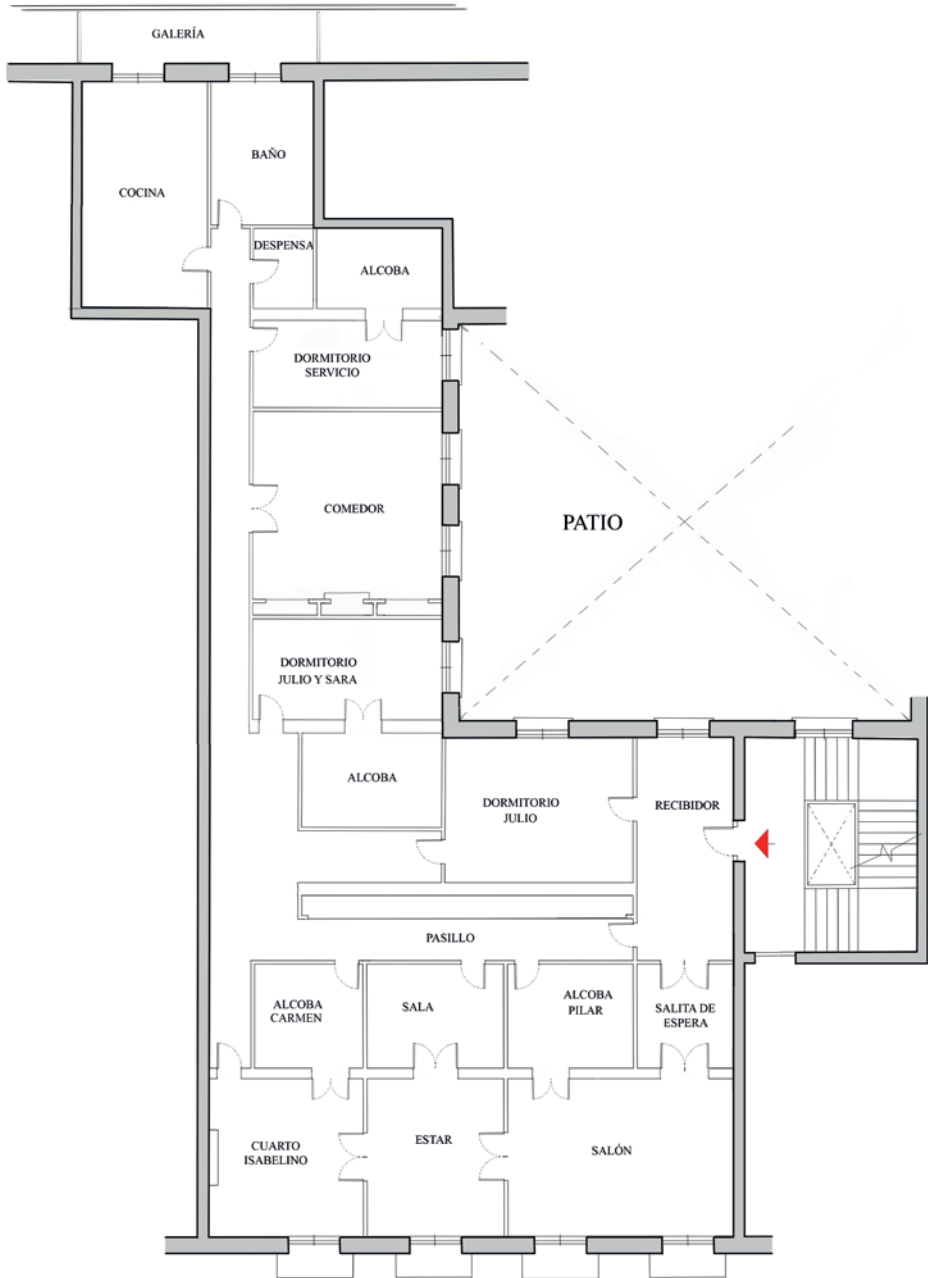 GALERÍA
BAÑO
COCINA
DESPENSA
ALCOBA
DORMITORIO
SERVICIO
COMEDOR
PATIO
DORMITORIO
JULIO Y SARA
ALCOBA
DORMITORIO
JULIO
RECIBIDOR
PASILLO
ALCOBA
CARMEN
SALA
ALCOBA
PILAR
SALITA DE
ESPERA
CUARTO
ISABELINO
ESTAR
SALÓN